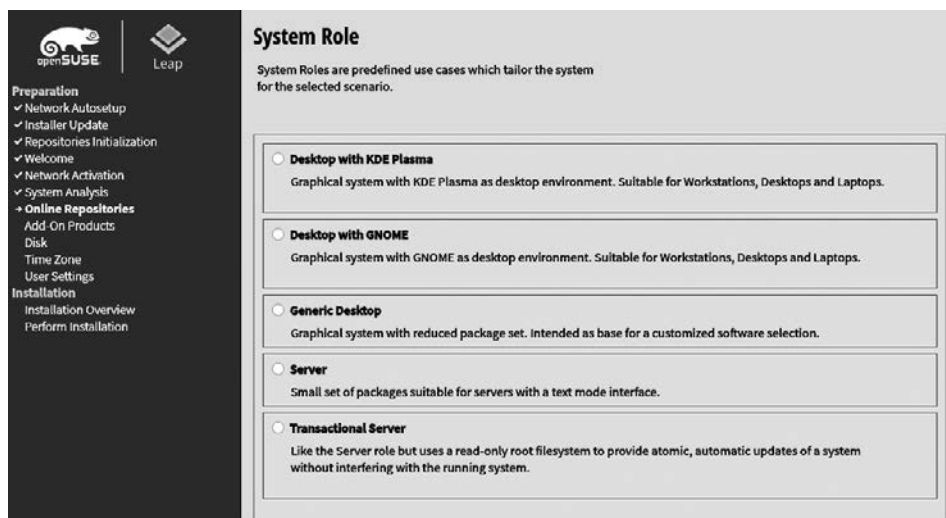 openSUSE
Leap
Preparation
✔ Network Autosetup
✔ Installer Update
✔ Repositories Initialization
✔ Welcome
✔ Network Activation
✔ System Analysis
→ Online Repositories
Add-On Products
Disk
Time Zone
User Settings
Installation
Installation Overview
Perform Installation
System Role
System Roles are predefined use cases which tailor the system
for the selected scenario.
Desktop with KDE Plasma
Graphical system with KDE Plasma as desktop environment. Suitable for Workstations, Desktops and Laptops.
Desktop with GNOME
Graphical system with GNOME as desktop environment. Suitable for Workstations, Desktops and Laptops.
Generic Desktop
Graphical system with reduced package set. Intended as base for a customized software selection.
Server
Small set of packages suitable for servers with a text mode interface.
Transactional Server
Like the Server role but uses a read-only root filesystem to provide atomic, automatic updates of a system
without interfering with the running system.